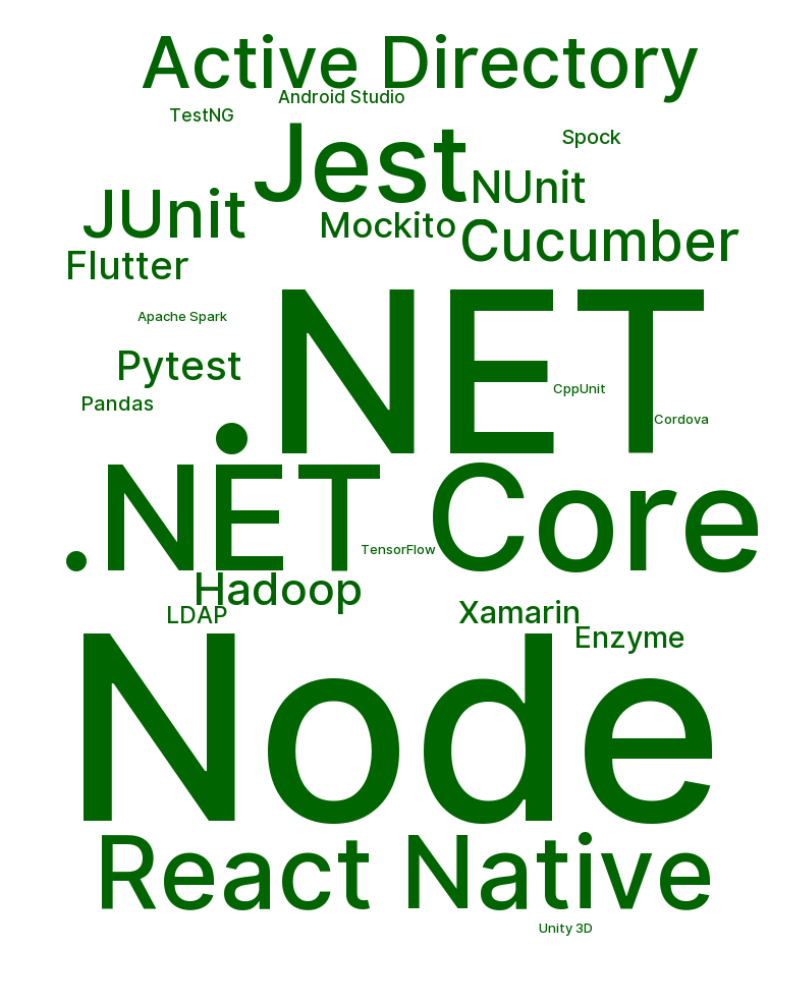 Active Directory
Android Studio
TestNG
Jest
Spock
NUnit
JUnit
Mockito
Cucumber
Flutter
.NET
Apache Spark
Pytest
CppUnit
Pandas
Cordova
.NET Core
TensorFlow
Hadoop
LDAP
Xamarin
Enzyme
Node
React Native
Unity 3D